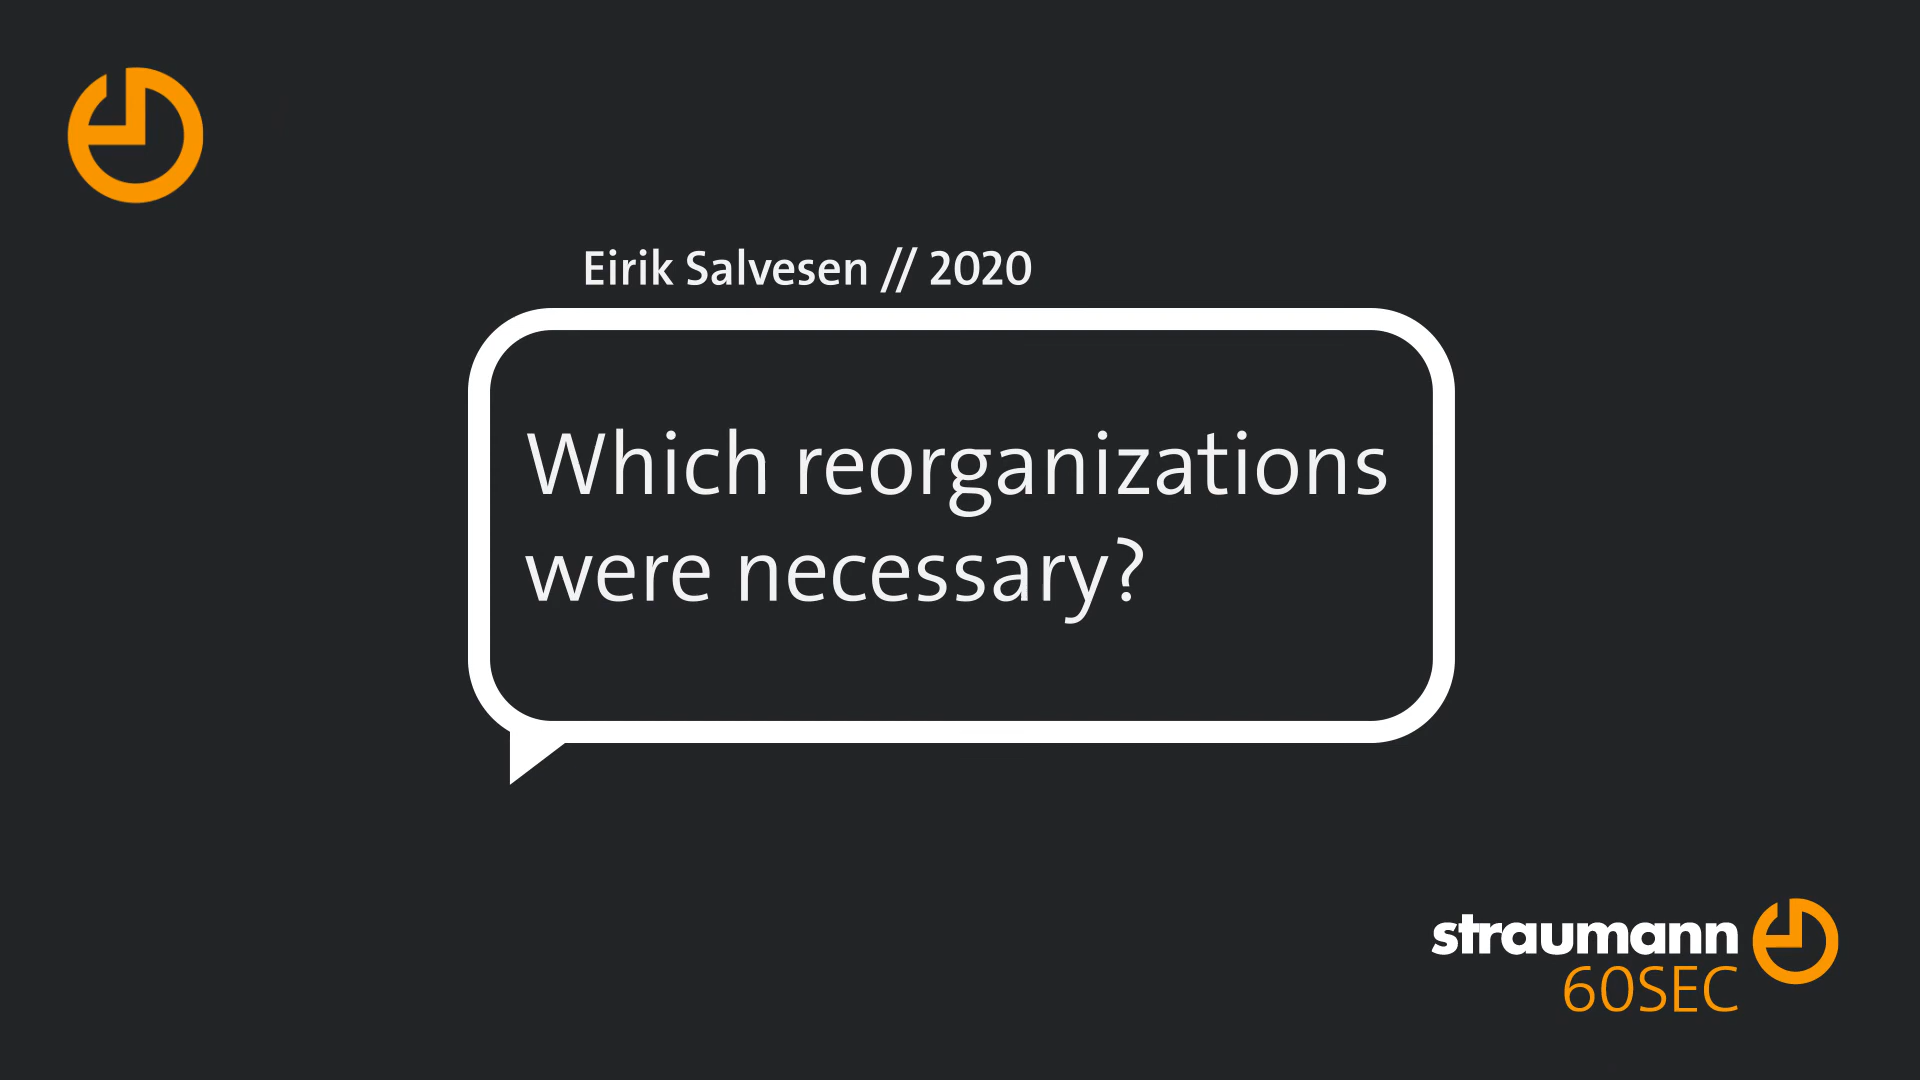 Eirik Salvesen // 2020
Which reorganizations
were necessary?
straumann
60SEC